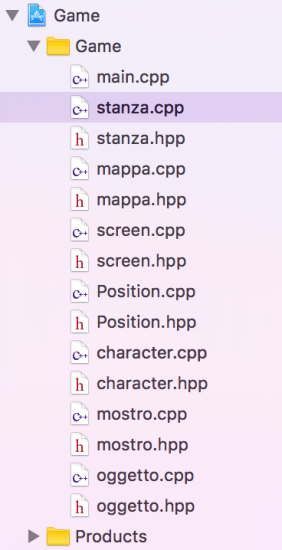 Game
Game
C++ main.cpp
C++ stanza.cpp
h stanza.hpp
C++ mappa.cpp
h mappa.hpp
C++ screen.cpp
h screen.hpp
C++ Position.cpp
h Position.hpp
C++ character.cpp
h character.hpp
C++ mostro.cpp
h mostro.hpp
C++ oggetto.cpp
h oggetto.hpp
Products